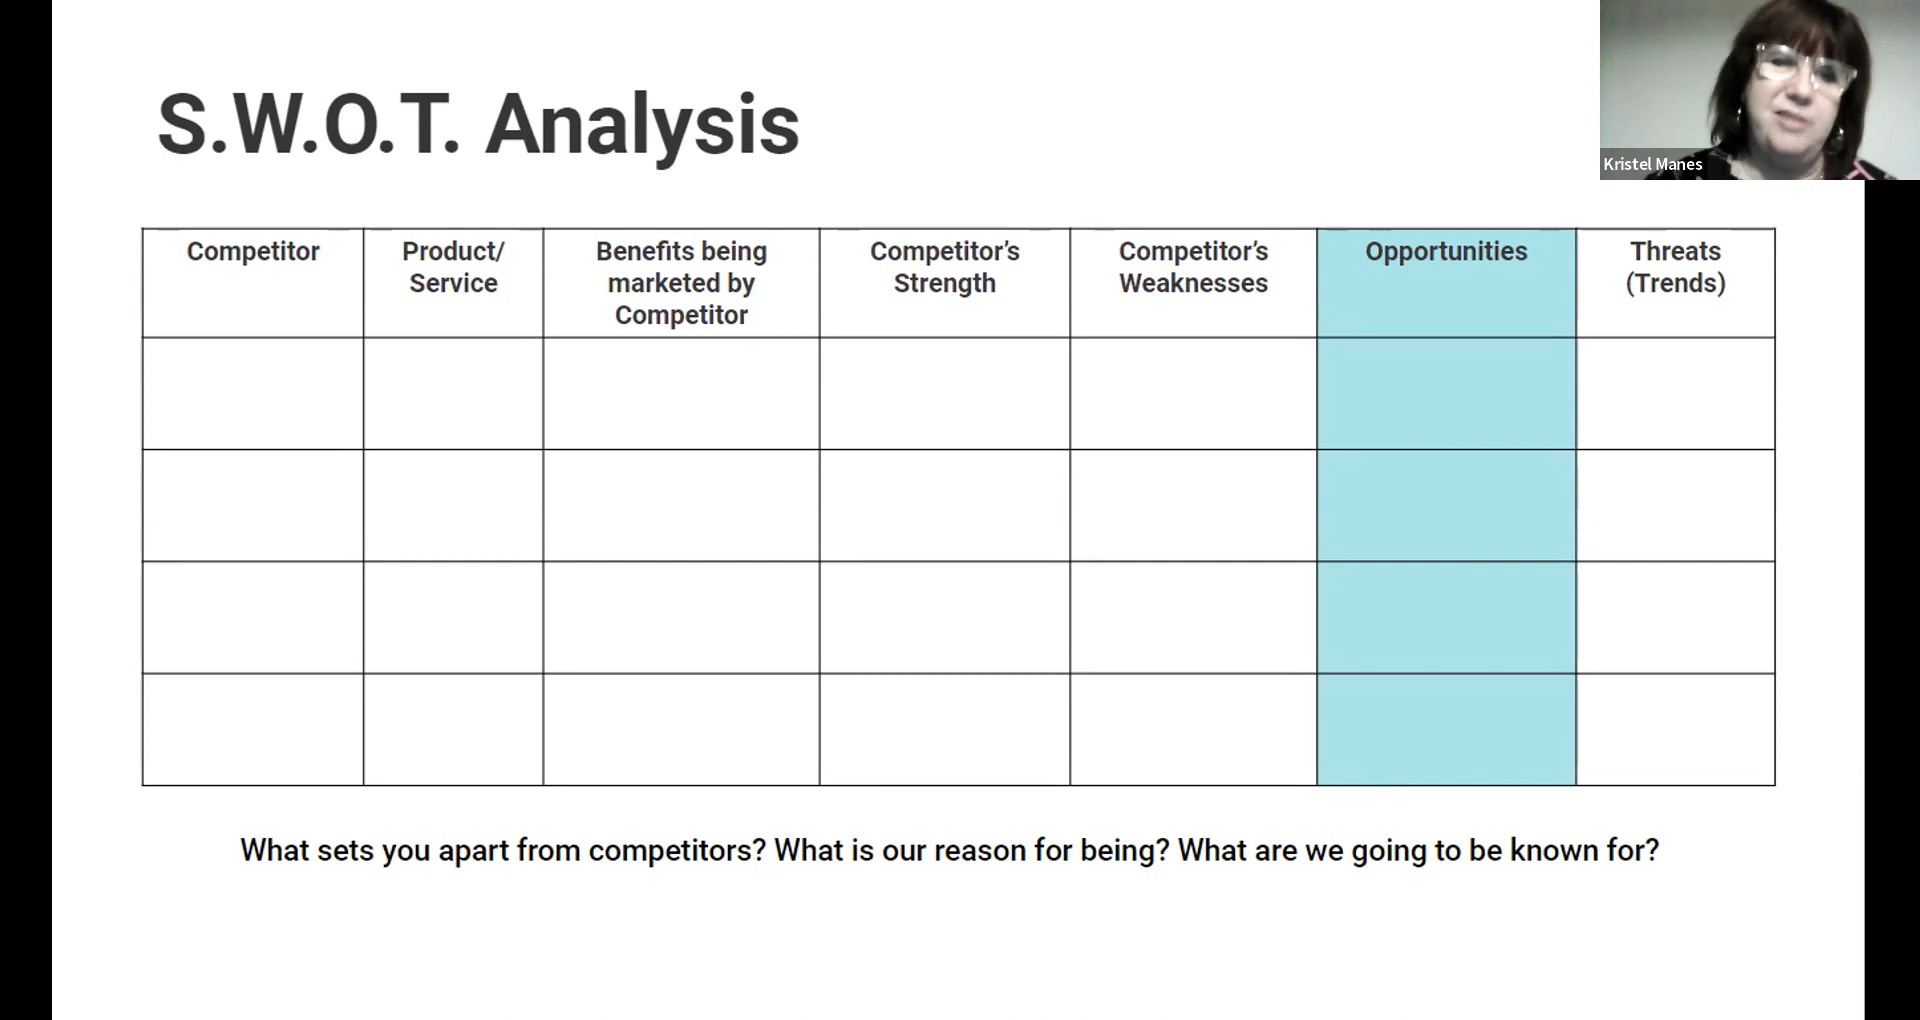 S.W.O.T. Analysis
Kristel Manes
Competitor
Product/
Service
Benefits being
marketed by
Competitor
Competitor’s
Strength
Competitor’s
Weaknesses
Opportunities
Threats
(Trends)
What sets you apart from competitors? What is our reason for being? What are we going to be known for?